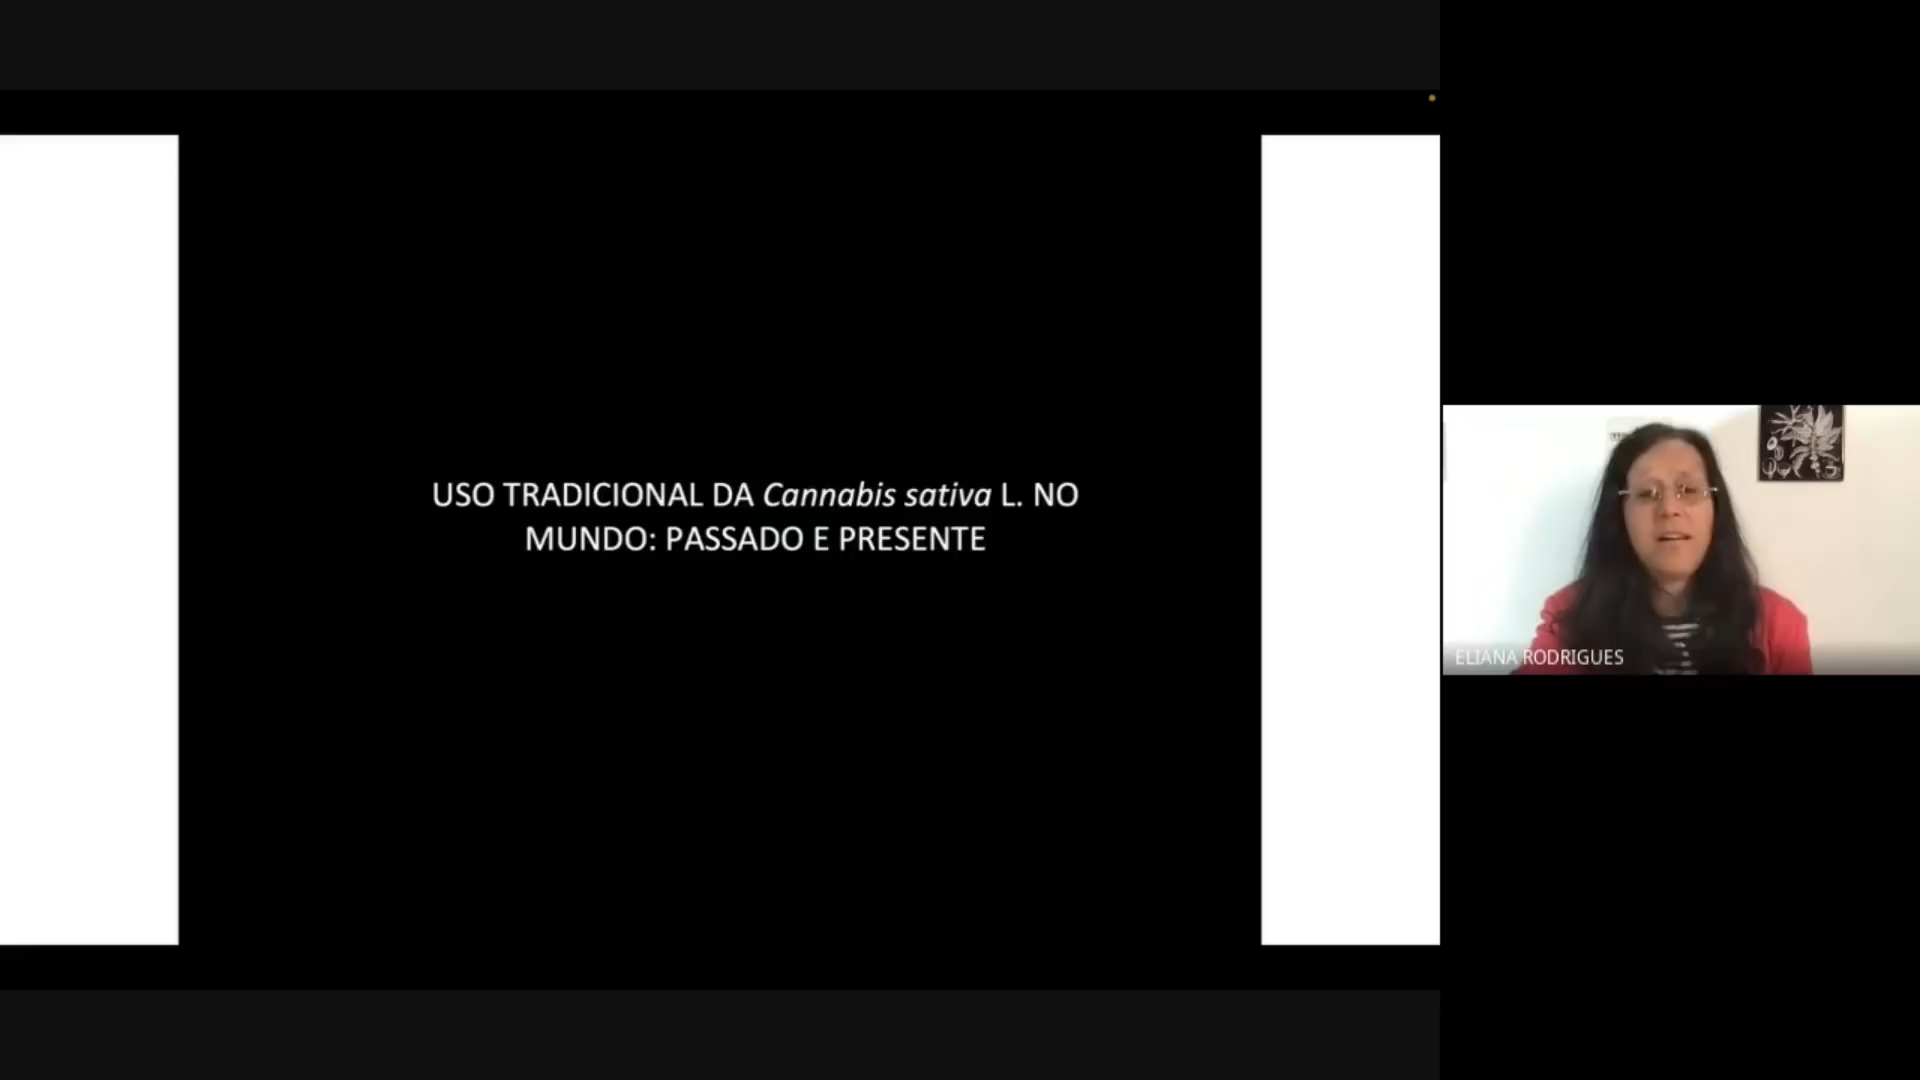 USO TRADICIONAL DA Cannabis sativa L. NO
MUNDO: PASSADO E PRESENTE
ELIANA RODRIGUES